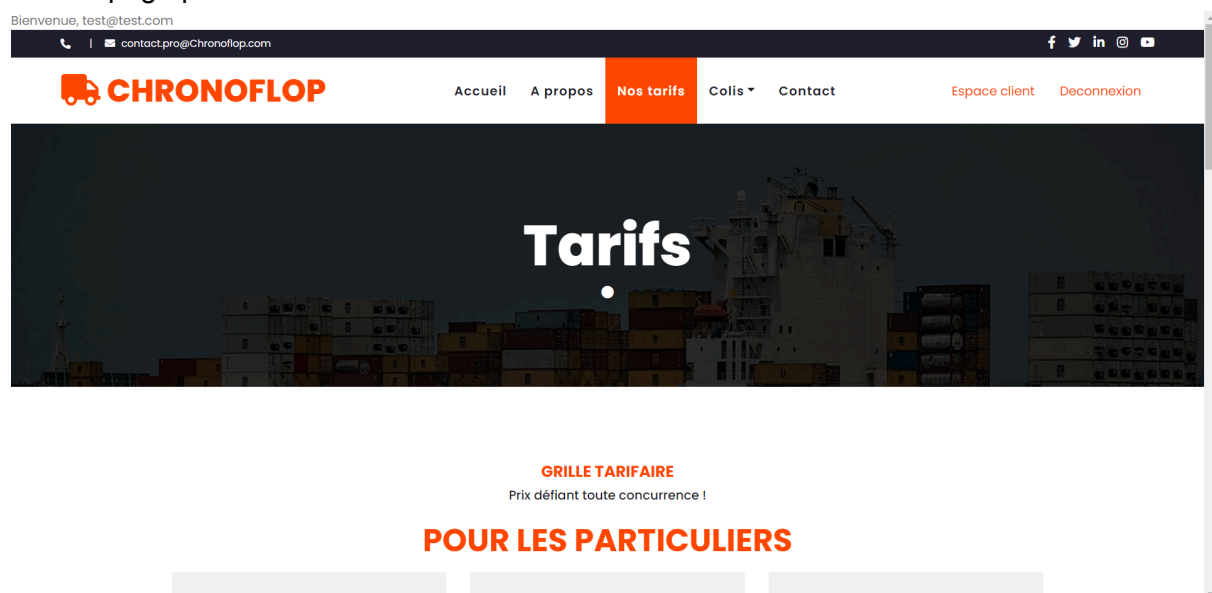 Bienvenue, test@test.com
| contact.pro@Chronoflop.com
CHRONOFLOP
Accueil A propos Nos tarifs Colis Contact Espace client Deconnexion
Tarifs
GRILLE TARIFAIRE
Prix défiant toute concurrence !
POUR LES PARTICULIERS